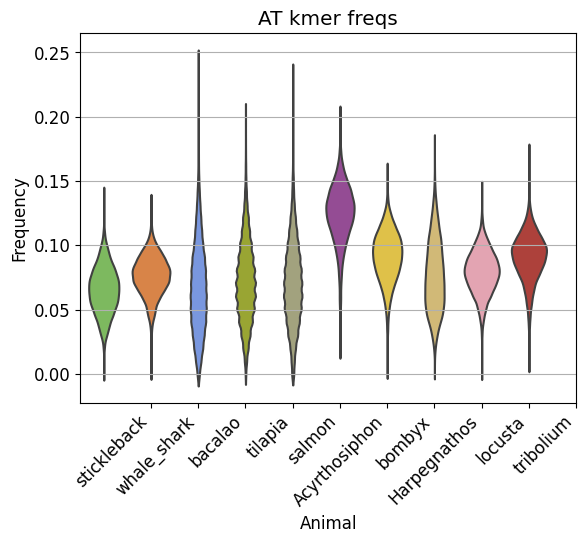 AT kmer freqs
0.25
0.20
0.15
0.10
0.05
0.00
Frequency
stickleback
whale_shark
bacalao
tilapia
salmon
Acyrthosiphon
bombyx
Harpegnathos
locusta
tribolium
Animal